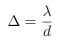 Δ = λ/d